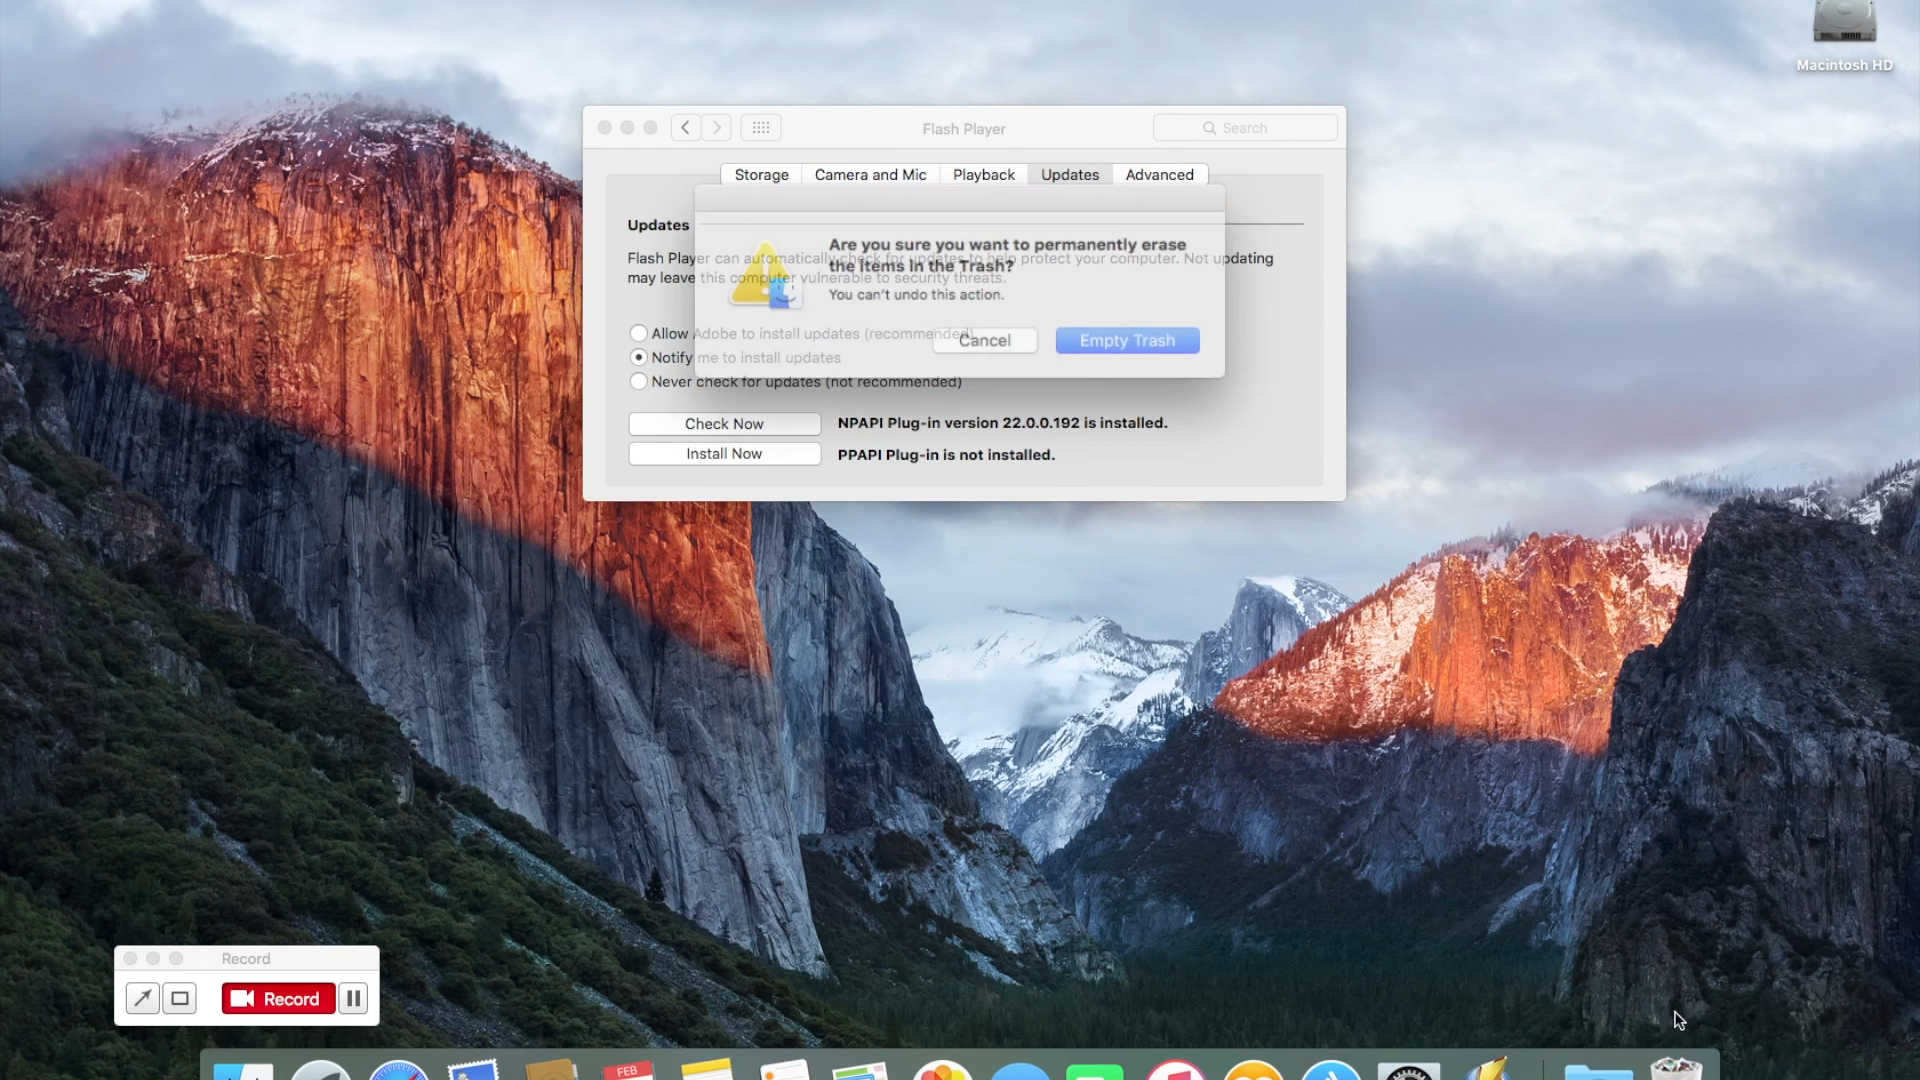 Macintosh HD
Flash Player
Search
Storage
Camera and Mic
Playback
Updates
Advanced
Updates
Flash Player can automatically check for updates to help protect your computer. Not updating
may leave this computer vulnerable to security threats.
Are you sure you want to permanently erase
the items in the Trash?
You can't undo this action.
Cancel
Empty Trash
Allow Adobe to install updates (recommended)
Notify me to install updates
Never check for updates (not recommended)
Check Now
NPAPI Plug-in version 22.0.0.192 is installed.
Install Now
PPAPI Plug-in is not installed.
Record
Record
FEB